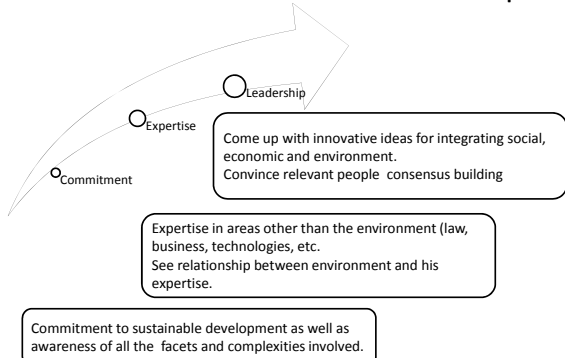 Leadership
Expertise
Commitment
Come up with innovative ideas for integrating social,
economic and environment.
Convince relevant people  consensus building
Expertise in areas other than the environment (law,
business, technologies, etc.
See relationship between environment and his
expertise.
Commitment to sustainable development as well as
awareness of all the  facets and complexities involved.